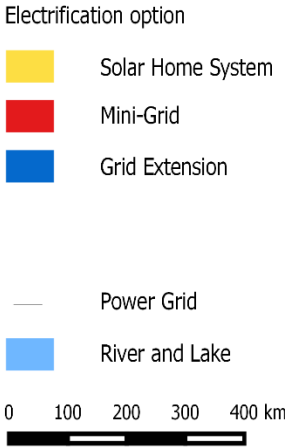 Electrification option
Solar Home System
Mini-Grid
Grid Extension
Power Grid
River and Lake
0 100 200 300 400 km